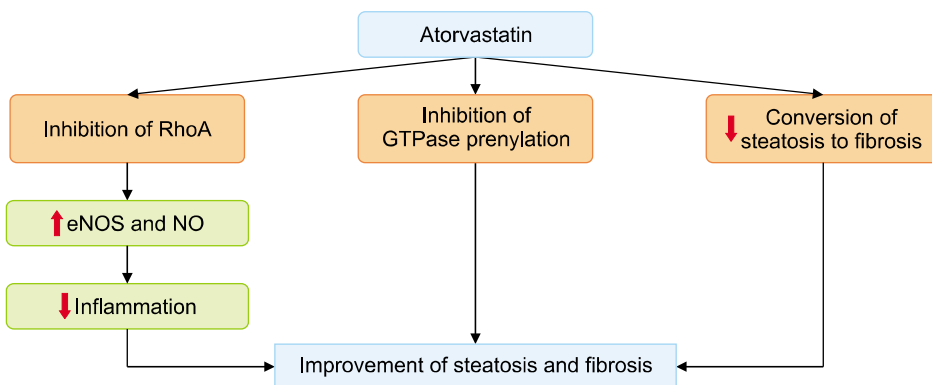 Atorvastatin
Inhibition of RhoA
Inhibition of
GTPase prenylation
Conversion of
steatosis to fibrosis
eNOS and NO
Inflammation
Improvement of steatosis and fibrosis